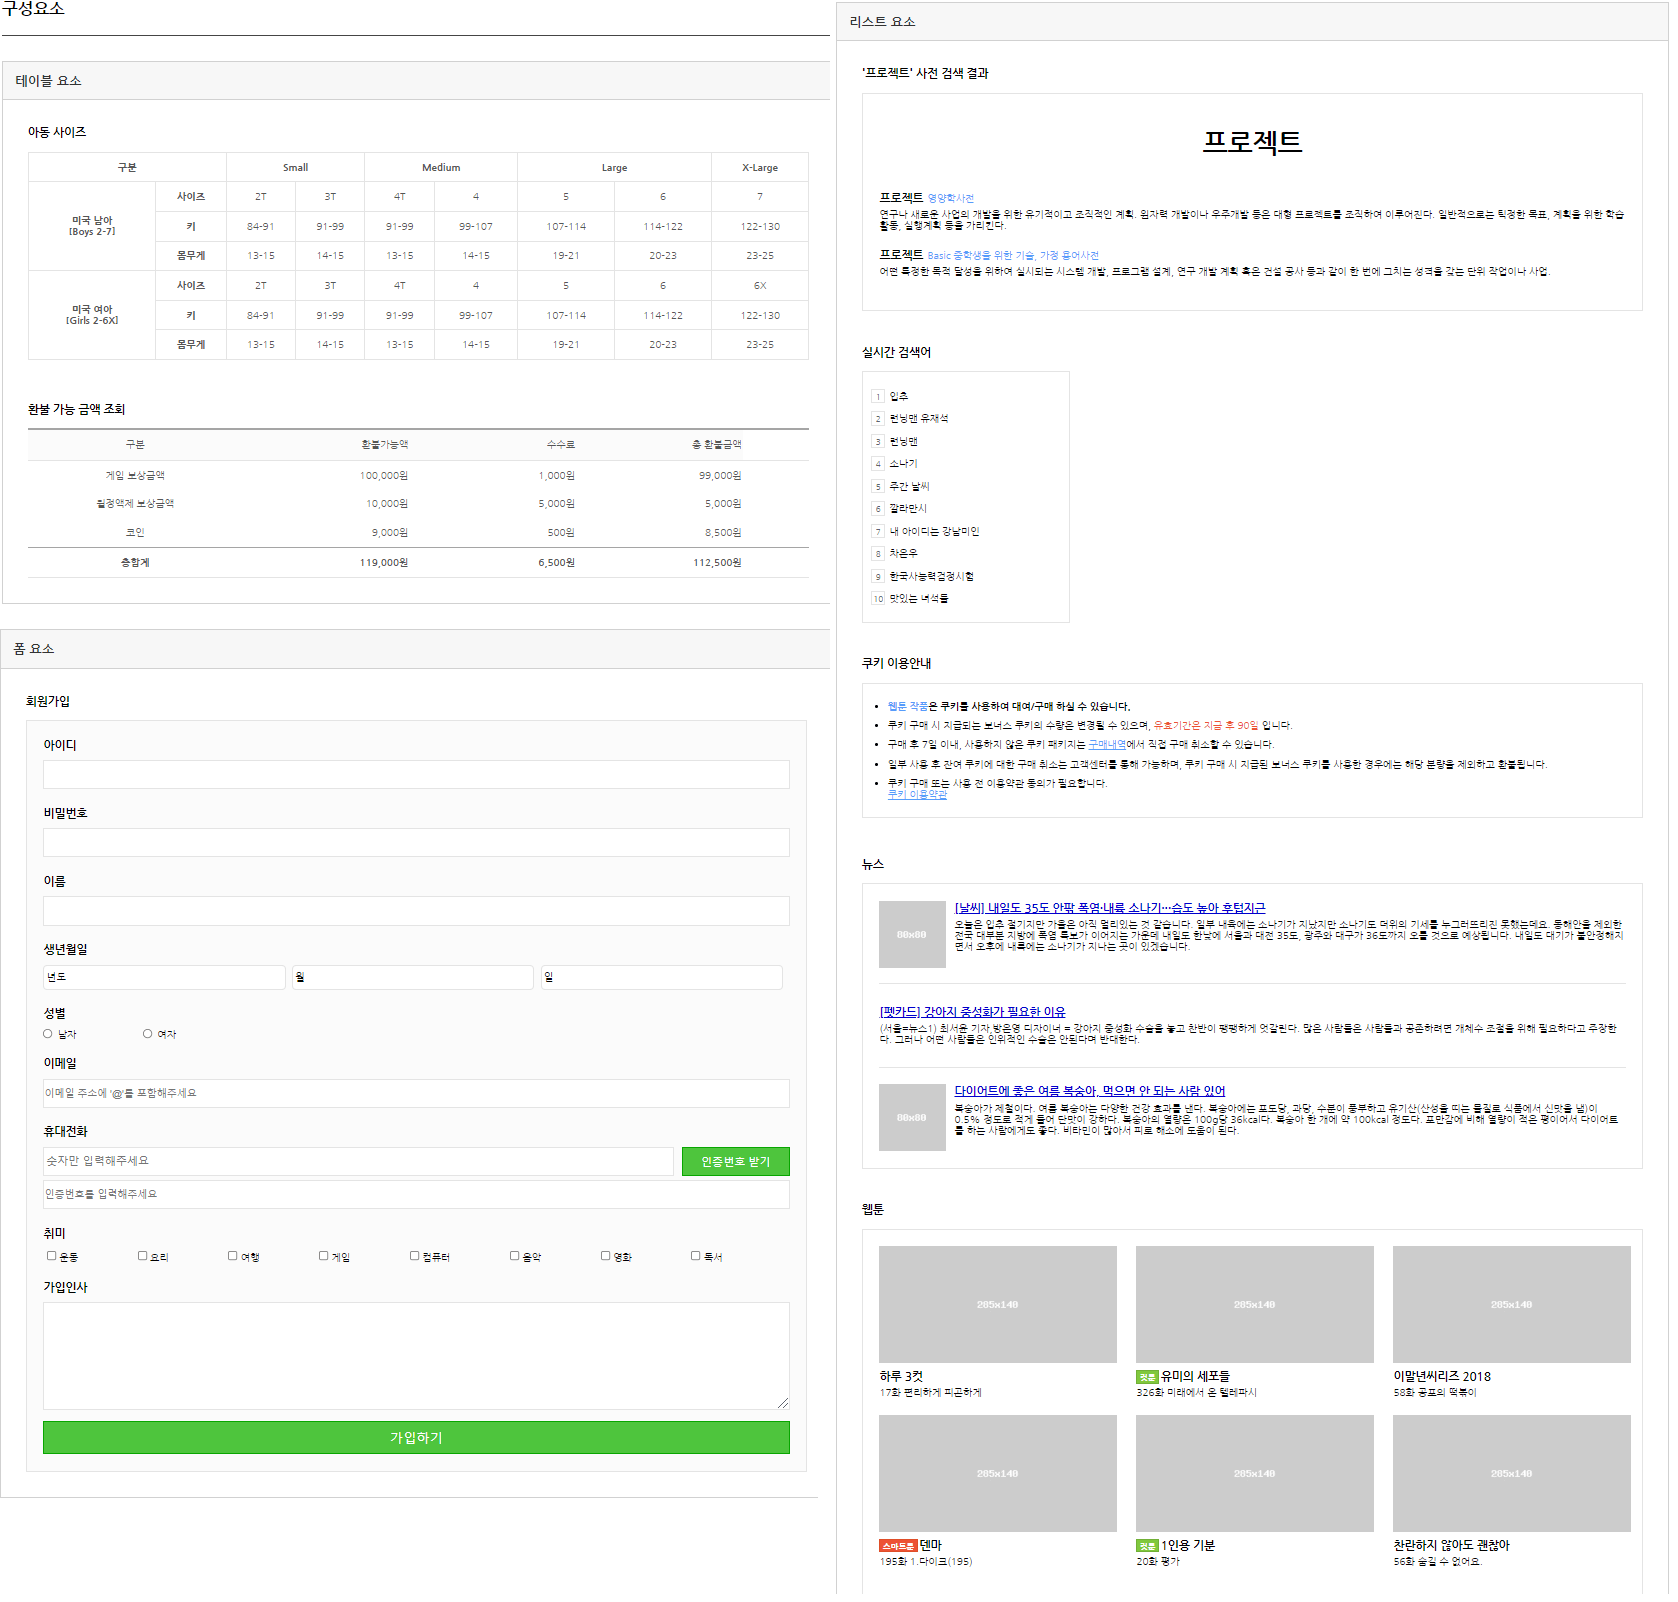 구성요소
테이블 요소
아동 사이즈
구분 Small Medium Large X-Large
미국 남아
[Boys 2-7]
사이즈 2T 3T 4T 4 5 6 7
키 84-91 91-99 91-99 99-107 107-114 114-122 122-130
몸무게 13-15 14-15 13-15 14-15 19-21 20-23 23-25
미국 여아
[Girls 2-6X]
사이즈 2T 3T 4T 4 5 6 6X
키 84-91 91-99 91-99 99-107 107-114 114-122 122-130
몸무게 13-15 14-15 13-15 14-15 19-21 20-23 23-25
환불 가능 금액 조회
구분 환불가능액 수수료 총 환불금액
게임 보상금액 100,000원 1,000원 99,000원
월정액제 보상금액 10,000원 5,000원 5,000원
코인 9,000원 500원 8,500원
총합계 119,000원 6,500원 112,500원
폼 요소
회원가입
아이디
비밀번호
이름
생년월일
년도 월 일
성별
남자 여자
이메일
이메일 주소에 '@'를 포함해주세요
휴대전화
숫자만 입력해주세요 인증번호 받기
인증번호를 입력해주세요
취미
운동 요리 여행 게임 컴퓨터 음악 영화 독서
가입인사
가입하기
리스트 요소
'프로젝트' 사전 검색 결과
프로젝트
프로젝트 영양학사전
연구나 새로운 사업의 개발을 위한 유기적이고 조직적인 계획. 원자력 개발이나 우주개발 등은 대형 프로젝트를 조직하여 이루어진다. 일반적으로는 특정한 목표, 계획을 위한 학습
활동, 실행계획 등을 가리킨다.
프로젝트 Basic 중학생을 위한 기술, 가정 용어사전
어떤 특정한 목적 달성을 위하여 실시되는 시스템 개발, 프로그램 설계, 연구 개발 계획 혹은 건설 공사 등과 같이 한 번에 그치는 성격을 갖는 단위 작업이나 사업.
실시간 검색어
1 입추
2 런닝맨 유재석
3 런닝맨
4 소나기
5 주간 날씨
6 깔라만시
7 내 아이디는 강남미인
8 차은우
9 한국사능력검정시험
10 맛있는 녀석들
쿠키 이용안내
• 웹툰 작품은 쿠키를 사용하여 대여/구매 하실 수 있습니다.
• 쿠키 구매 시 지급되는 보너스 쿠키의 수량은 변경될 수 있으며, 유효기간은 지급 후 90일 입니다.
• 구매 후 7일 이내, 사용하지 않은 쿠키 패키지는 구매내역에서 직접 구매 취소할 수 있습니다.
• 일부 사용 후 잔여 쿠키에 대한 구매 취소는 고객센터를 통해 가능하며, 쿠키 구매 시 지급된 보너스 쿠키를 사용한 경우에는 해당 분량을 제외하고 환불됩니다.
• 쿠키 구매 또는 사용 전 이용약관 동의가 필요합니다.
쿠키 이용약관
뉴스
80x80
[날씨] 내일도 35도 안팎 폭염·내륙 소나기…습도 높아 후텁지근
오늘은 입추 절기지만 가을은 아직 멀리있는 것 같습니다. 일부 내륙에는 소나기가 지났지만 소나기도 더위의 기세를 누그러뜨리진 못했는데요. 동해안을 제외한
전국 대부분 지방에 폭염 특보가 이어지는 가운데 내일도 한낮에 서울과 대전 35도, 광주와 대구가 36도까지 오를 것으로 예상됩니다. 내일도 대기가 불안정해지
면서 오후에 내륙에는 소나기가 지나는 곳이 있겠습니다.
[펫카드] 강아지 중성화가 필요한 이유
(서울=뉴스1) 최서윤 기자,방은영 디자이너 = 강아지 중성화 수술을 놓고 찬반이 팽팽하게 엇갈린다. 많은 사람들은 사람들과 공존하려면 개체수 조절을 위해 필요하다고 주장한
다. 그러나 어떤 사람들은 인위적인 수술은 안된다며 반대한다.
80x80
다이어트에 좋은 여름 복숭아, 먹으면 안 되는 사람 있어
복숭아가 제철이다. 여름 복숭아는 다양한 건강 효과를 낸다. 복숭아에는 포도당, 과당, 수분이 풍부하고 유기산(산성을 띠는 물질로 식품에서 신맛을 냄)이
0.5% 정도로 적게 들어 단맛이 강하다. 복숭아의 열량은 100g당 36kcal다. 복숭아 한 개에 약 100kcal 정도다. 포만감에 비해 열량이 적은 편이어서 다이어트
를 하는 사람에게도 좋다. 비타민이 많아서 피로 해소에 도움이 된다.
웹툰
205x140 205x140 205x140
하루 3컷 컷툰 유미의 세포들 이말년씨리즈 2018
17화 편리하게 피곤하게 326화 미래에서 온 텔레파시 58화 공포의 떡볶이
205x140 205x140 205x140
스마트툰 덴마 컷툰 1인용 기분 찬란하지 않아도 괜찮아
195화 1.다이크(195) 20화 평가 56화 숨길 수 없어요.